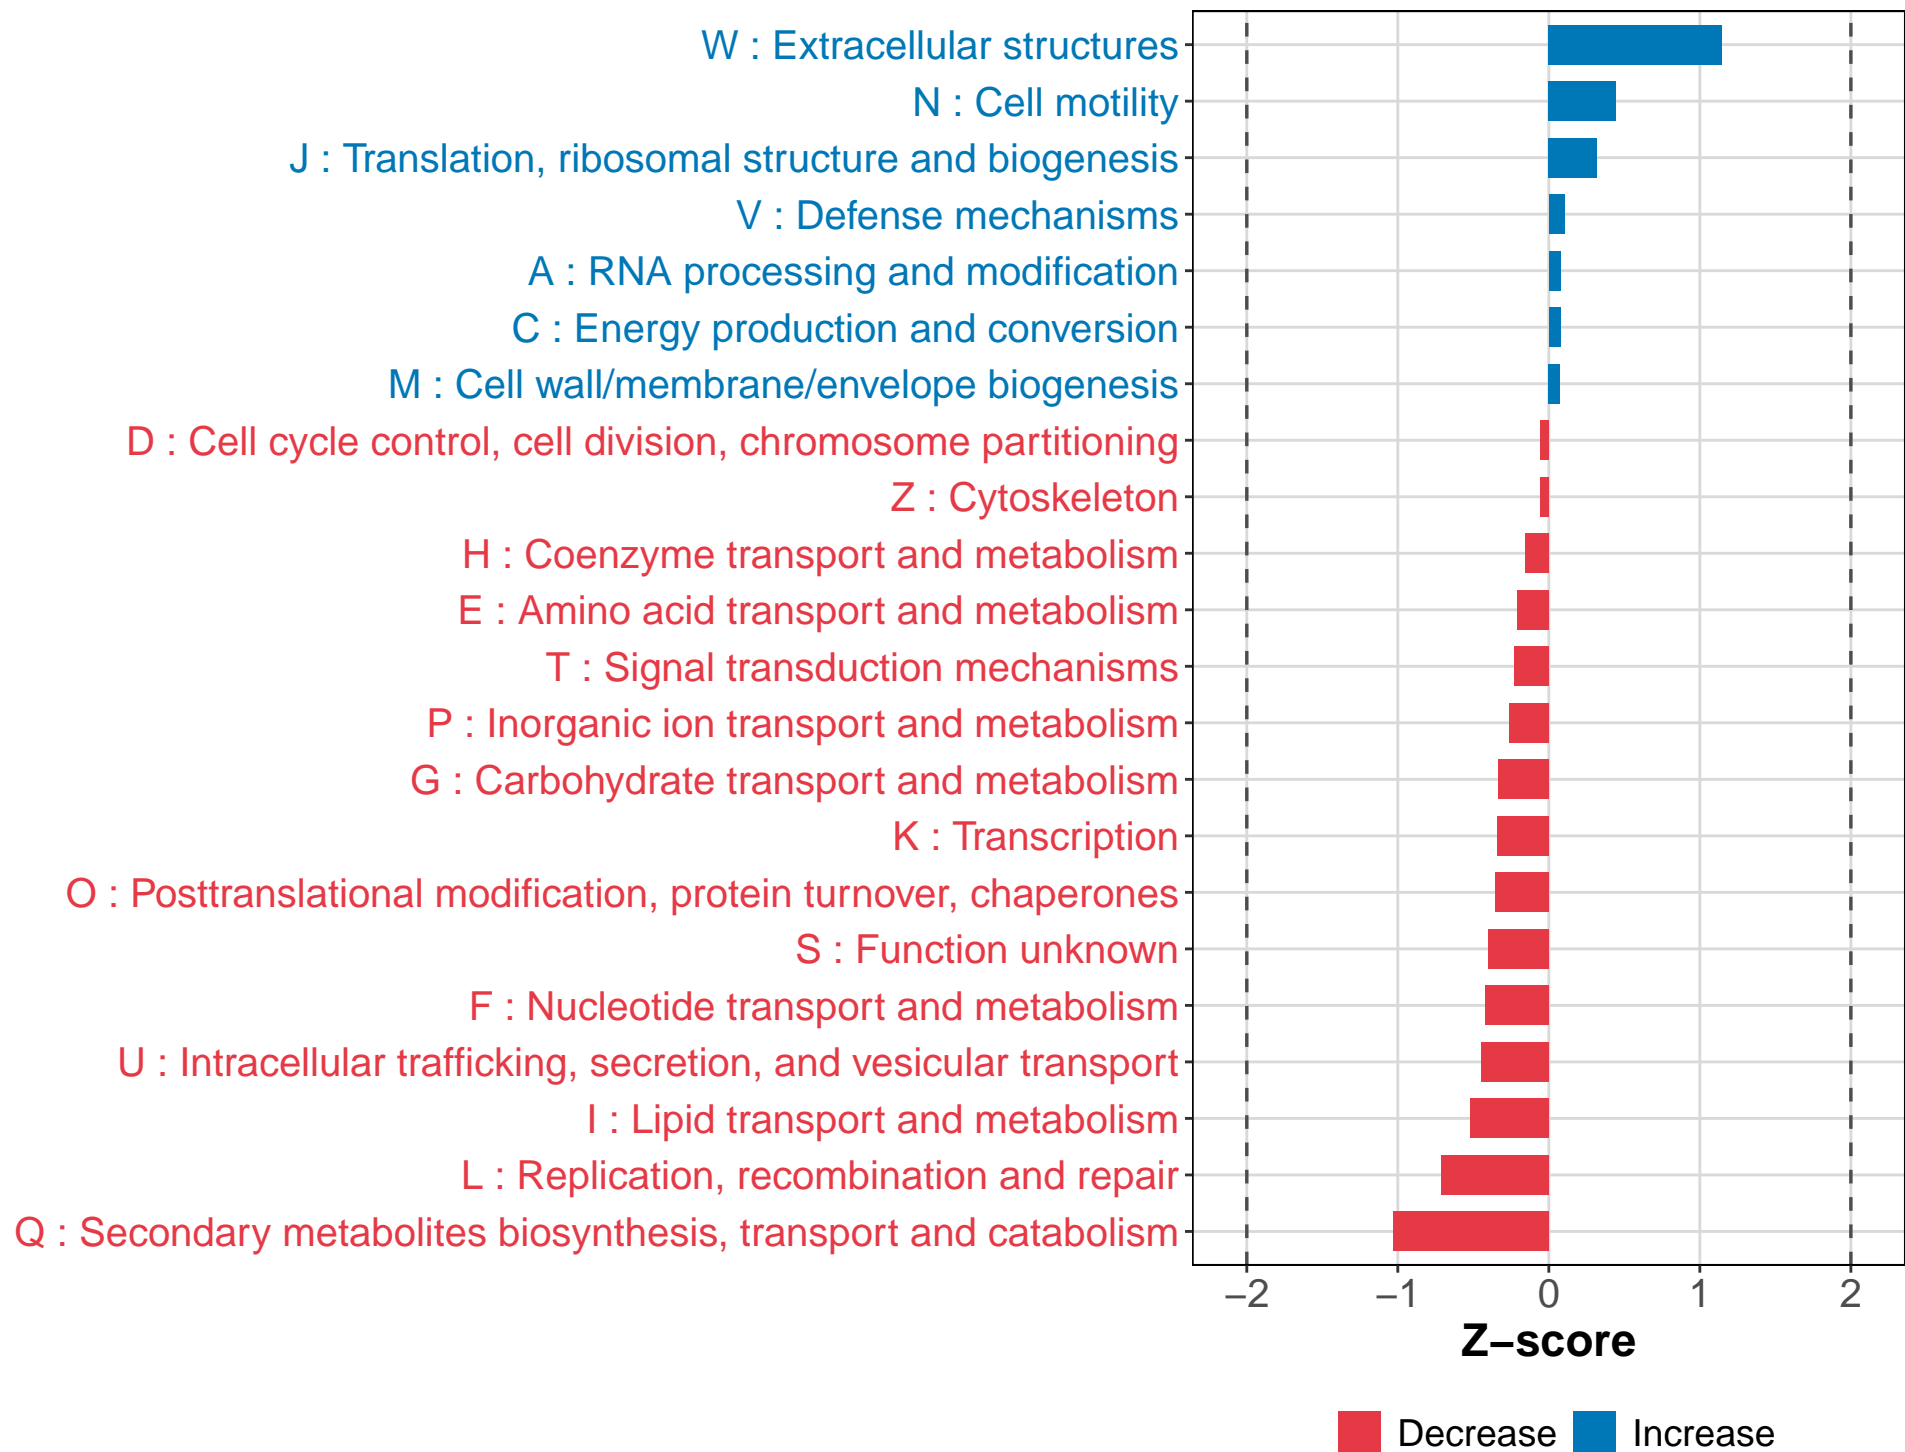 W : Extracellular structures
N : Cell motility
J : Translation, ribosomal structure and biogenesis
V : Defense mechanisms
A : RNA processing and modification
C : Energy production and conversion
M : Cell wall/membrane/envelope biogenesis
D : Cell cycle control, cell division, chromosome partitioning
Z : Cytoskeleton
H : Coenzyme transport and metabolism
E : Amino acid transport and metabolism
T : Signal transduction mechanisms
P : Inorganic ion transport and metabolism
G : Carbohydrate transport and metabolism
K : Transcription
O : Posttranslational modification, protein turnover, chaperones
S : Function unknown
F : Nucleotide transport and metabolism
U : Intracellular trafficking, secretion, and vesicular transport
I : Lipid transport and metabolism
L : Replication, recombination and repair
Q : Secondary metabolites biosynthesis, transport and catabolism
−2 −1 0 1 2
Z−score
Decrease Increase